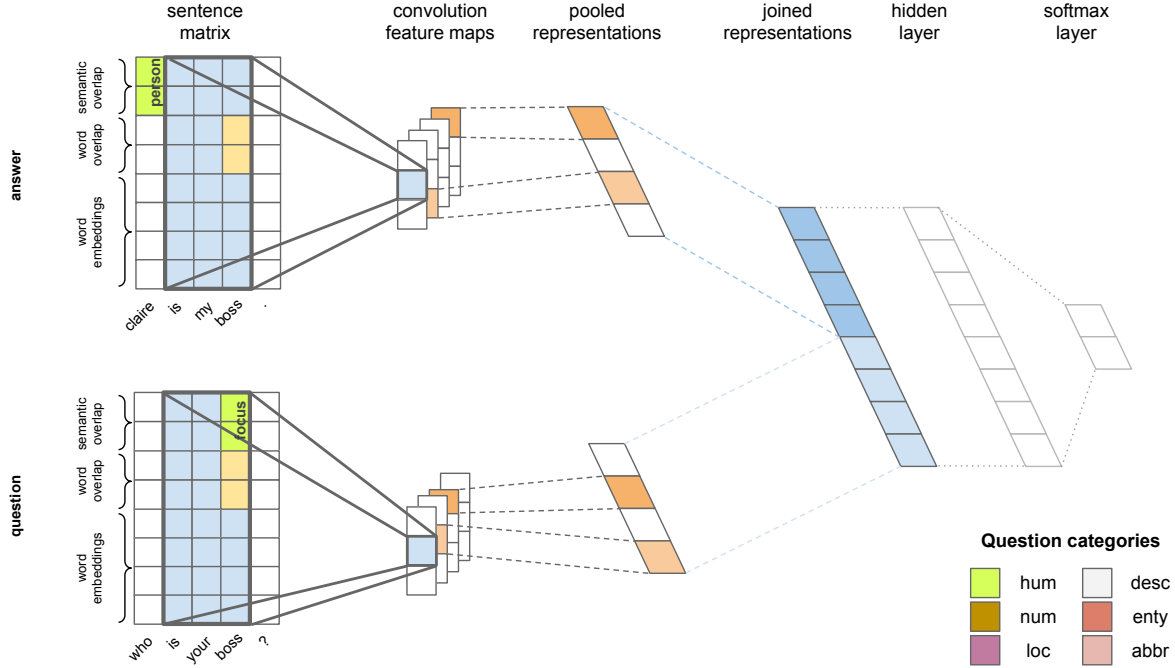 sentence
matrix
convolution
feature maps
pooled
representations
joined
representations
hidden
layer
softmax
layer
answer
semantic
overlap
word
overlap
word
embeddings
person
claire
is
my
boss
.
question
semantic
overlap
word
overlap
word
embeddings
focus
who
is
your
boss
?
Question categories
hum
desc
num
enty
loc
abbr